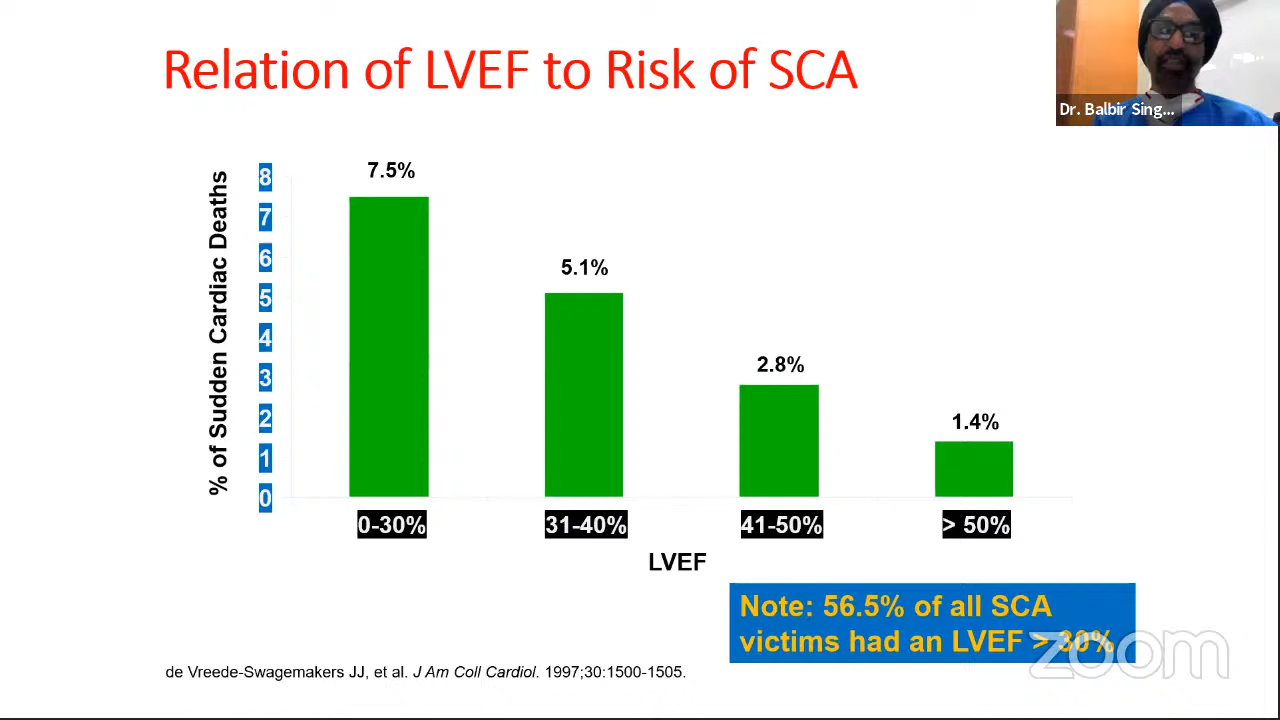 Relation of LVEF to Risk of SCA
Dr. Balbir Sing...
% of Sudden Cardiac Deaths
8
7
6
5
4
3
2
1
0
7.5%
5.1%
2.8%
1.4%
0-30%
31-40%
41-50%
> 50%
LVEF
Note: 56.5% of all SCA
victims had an LVEF > 30%
zoom
de Vreede-Swagemakers JJ, et al. J Am Coll Cardiol. 1997;30:1500-1505.